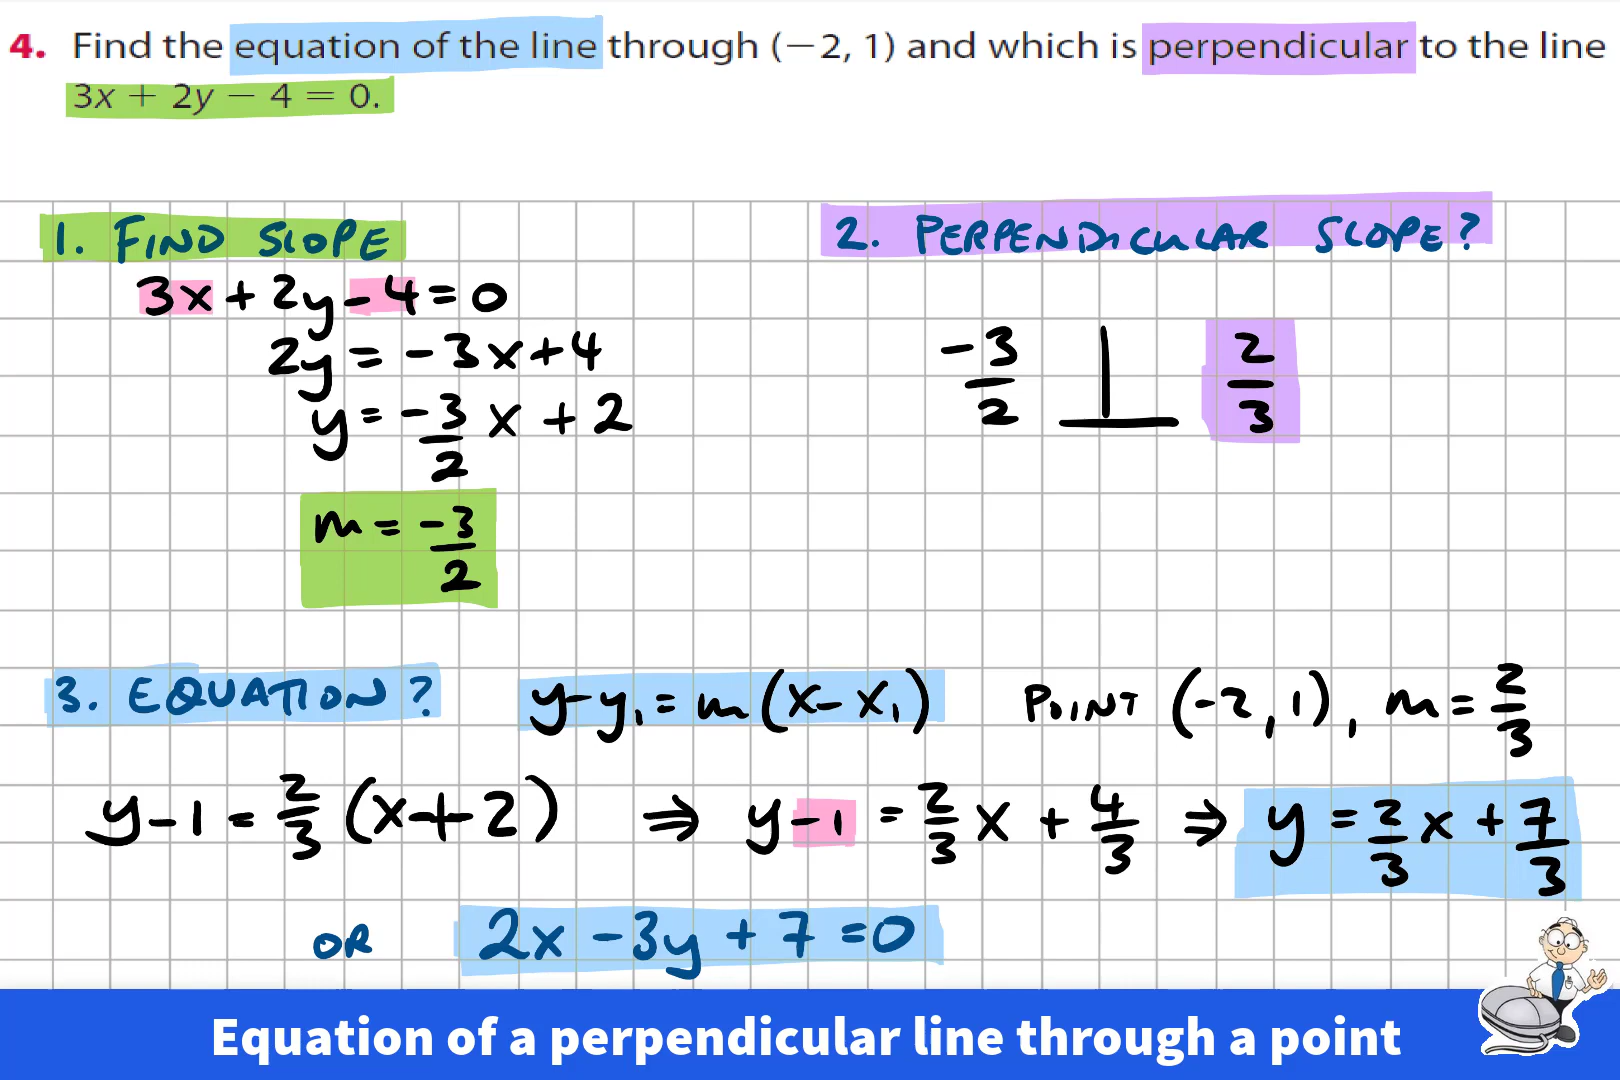 4. Find the equation of the line through (−2, 1) and which is perpendicular to the line
3x + 2y − 4 = 0.
1. FIND SLOPE
3x + 2y - 4 = 0
2y = -3x + 4
y = -3/2 x + 2
m = -3/2
2. PERPENDICULAR SLOPE?
-3/2 ⊥ 2/3
3. EQUATION? y - y₁ = m(x - x₁) POINT (-2, 1), m = 2/3
y - 1 = 2/3 (x + 2) ⇒ y - 1 = 2/3 x + 4/3 ⇒ y = 2/3 x + 7/3
OR 2x - 3y + 7 = 0
Equation of a perpendicular line through a point